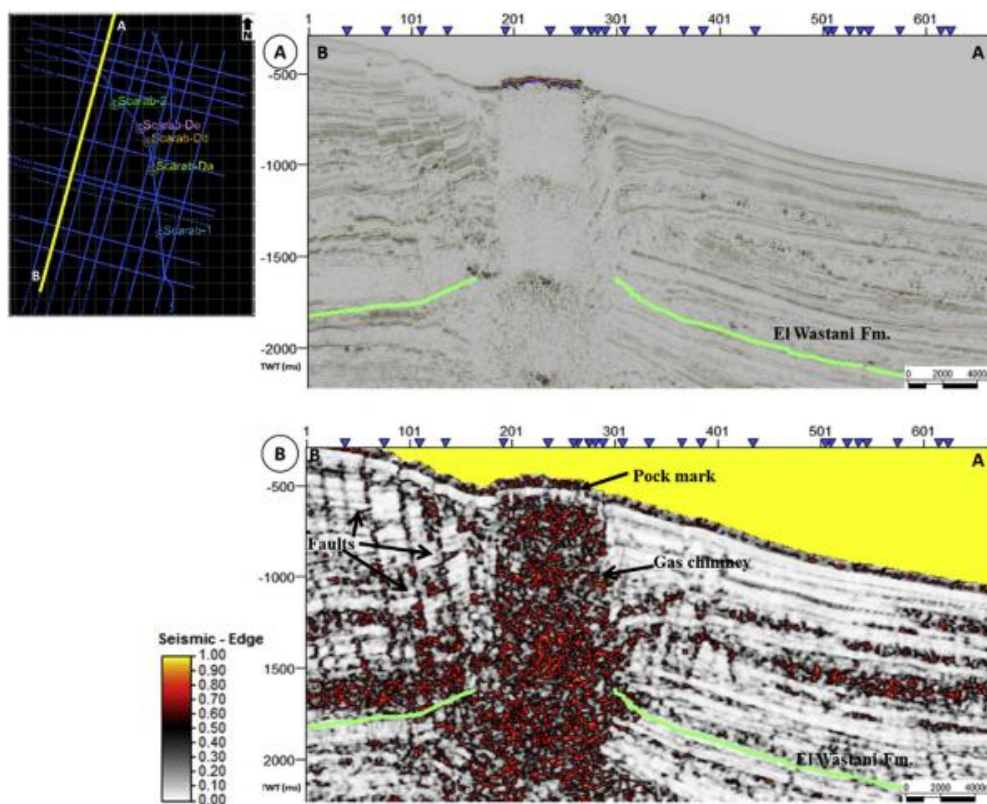 A
N
Scarab-2
Scarab-De
Scarab-Dd
Scarab-Da
Scarab-1
B
A
1 101 201 301 401 501 601
B A
-500
-1000
-1500
-2000
TWT (ms)
El Wastani Fm.
0 2000 4000
1 101 201 301 401 501 601
B
B A
-500
Pock mark
Faults
Gas chimney
-1000
1500
2000
TWT (ms)
El Wastani Fm.
0 2000 4000
Seismic - Edge
1.00
0.90
0.80
0.70
0.60
0.50
0.40
0.30
0.20
0.10
0.00